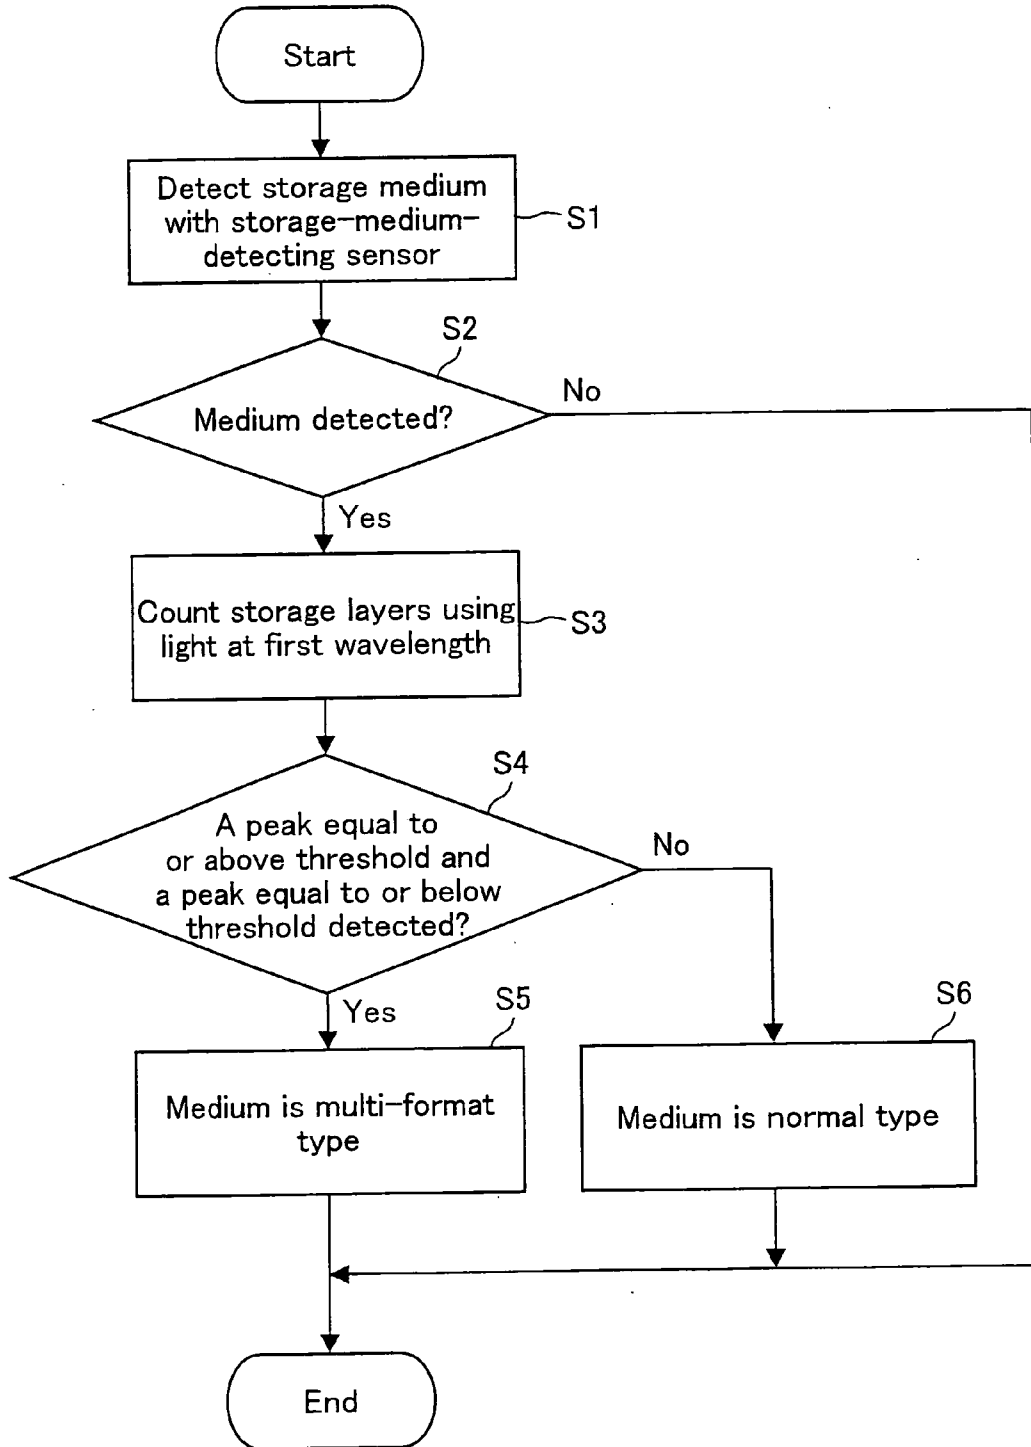 Start
Detect storage medium
with storage-medium-
detecting sensor
S1
S2
Medium detected?
No
Yes
Count storage layers using
light at first wavelength
S3
S4
A peak equal to
or above threshold and
a peak equal to or below
threshold detected?
No
Yes
S5
S6
Medium is multi-format
type
Medium is normal type
End